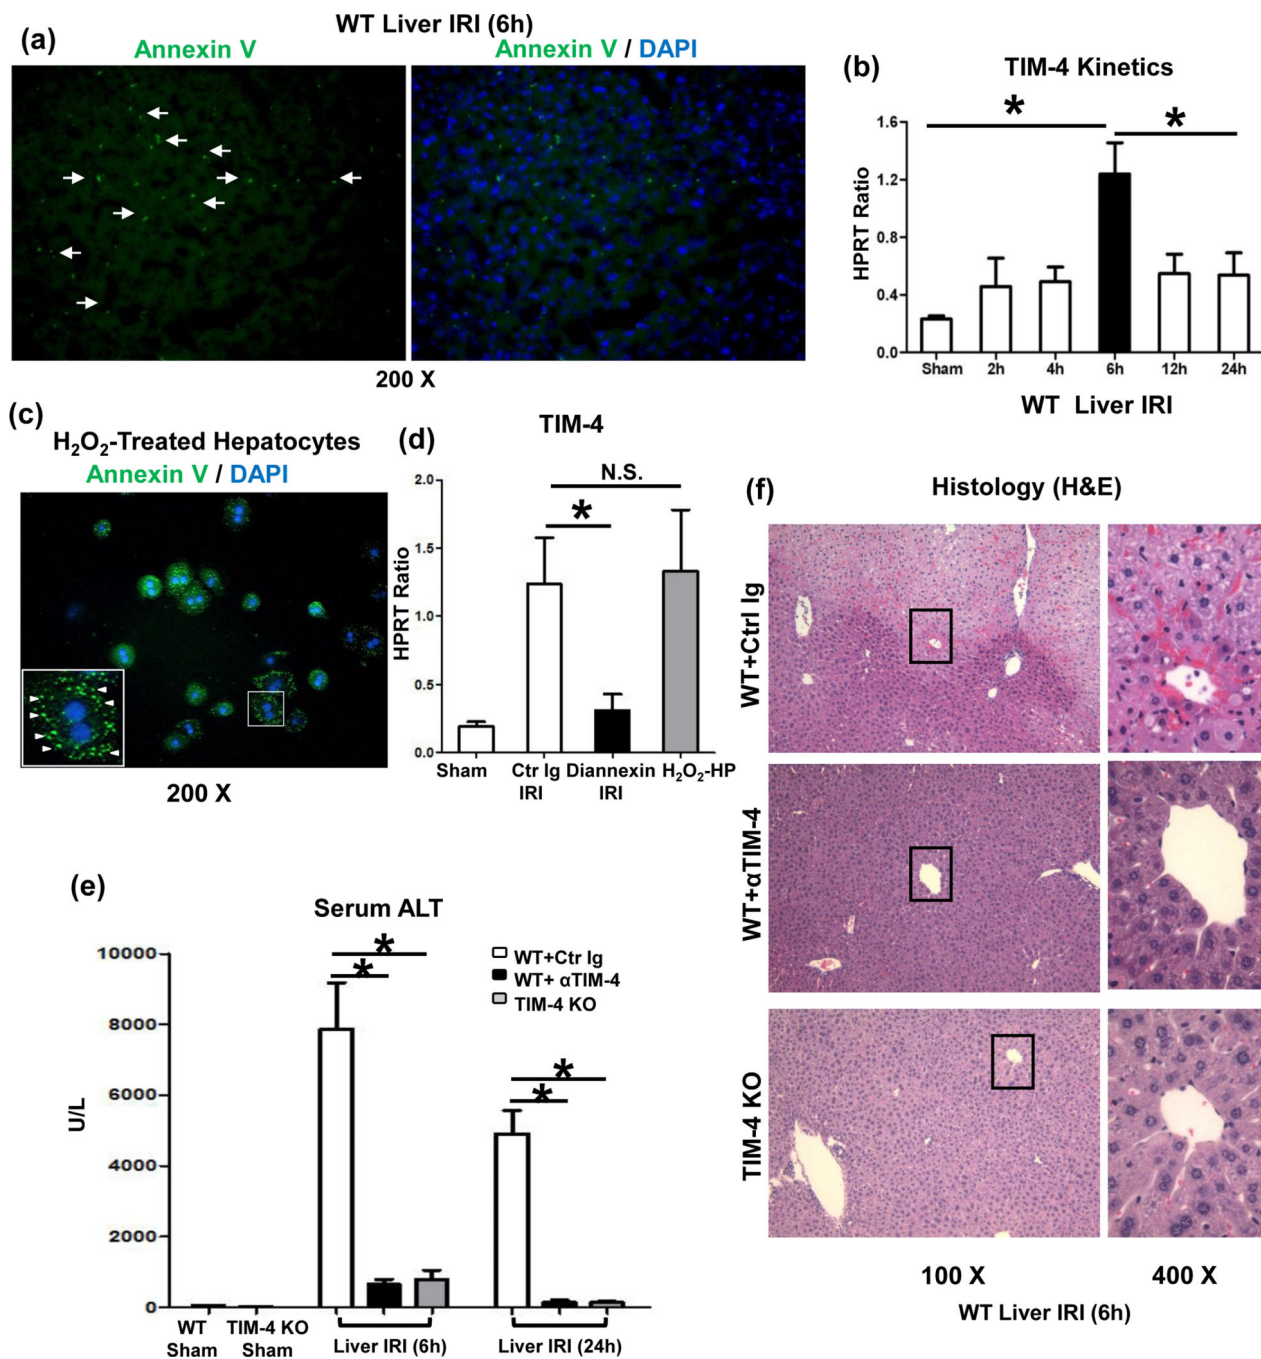 (a)
WT Liver IRI (6h)
Annexin V
Annexin V / DAPI
200 X
(b)
TIM-4 Kinetics
*
*
HPRT Ratio
1.6
1.2
0.8
0.4
0.0
Sham 2h 4h 6h 12h 24h
WT Liver IRI
(c)
H₂O₂-Treated Hepatocytes
Annexin V / DAPI
200 X
(d)
TIM-4
N.S.
*
HPRT Ratio
2.0
1.5
1.0
0.5
0.0
Sham Ctr Ig Diannexin H₂O₂-HP
IRI IRI
(e)
Serum ALT
*
*
*
*
WT+Ctr Ig
WT+ αTIM-4
TIM-4 KO
U/L
10000
8000
6000
4000
2000
0
WT TIM-4 KO Liver IRI (6h) Liver IRI (24h)
Sham Sham
(f)
Histology (H&E)
WT+Ctrl Ig
WT+αTIM-4
TIM-4 KO
100 X 400 X
WT Liver IRI (6h)